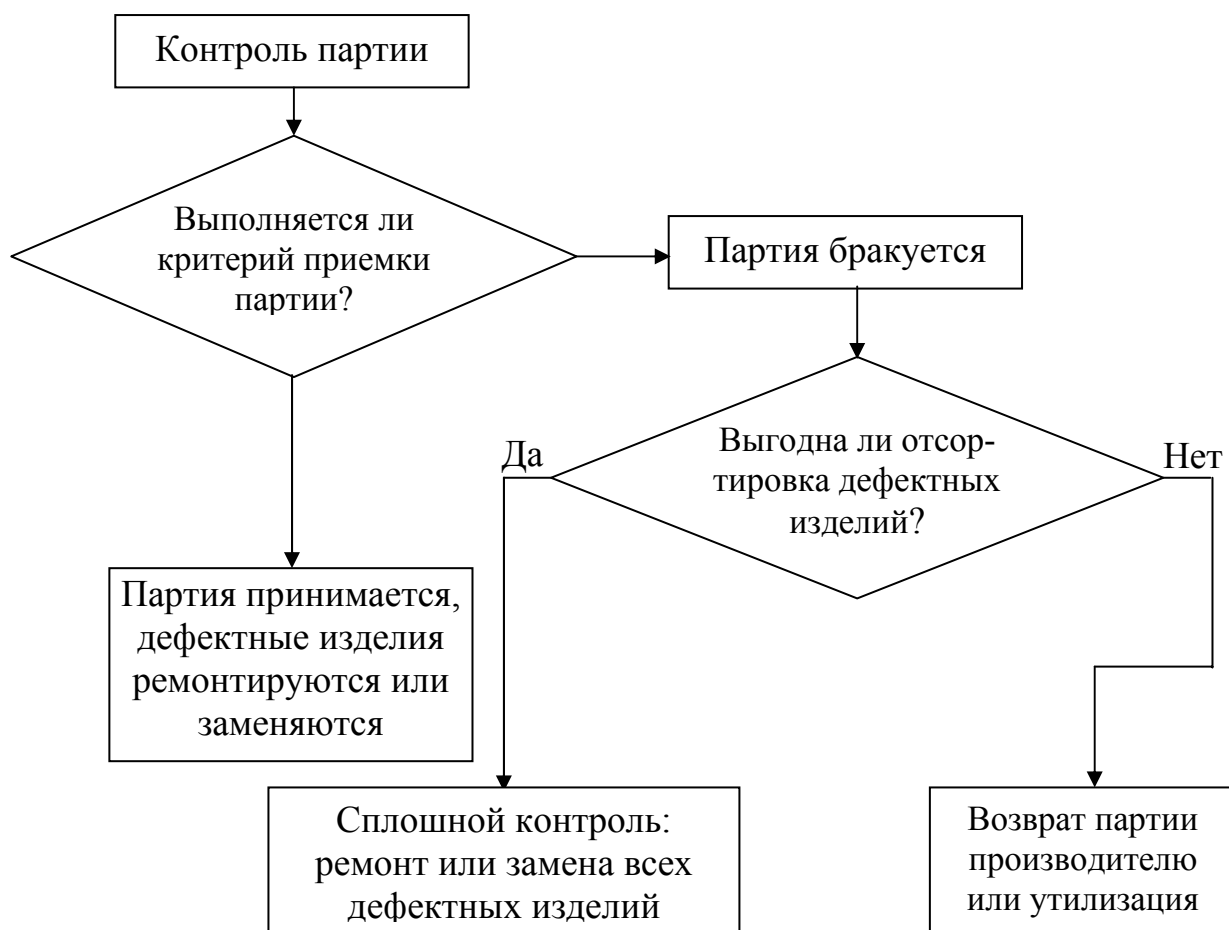 Контроль партии
Выполняется ли
критерий приемки
партии?
Партия бракуется
Выгодна ли отсор-
тировка дефектных
изделий?
Да
Нет
Партия принимается,
дефектные изделия
ремонтируются или
заменяются
Сплошной контроль:
ремонт или замена всех
дефектных изделий
Возврат партии
производителю
или утилизация